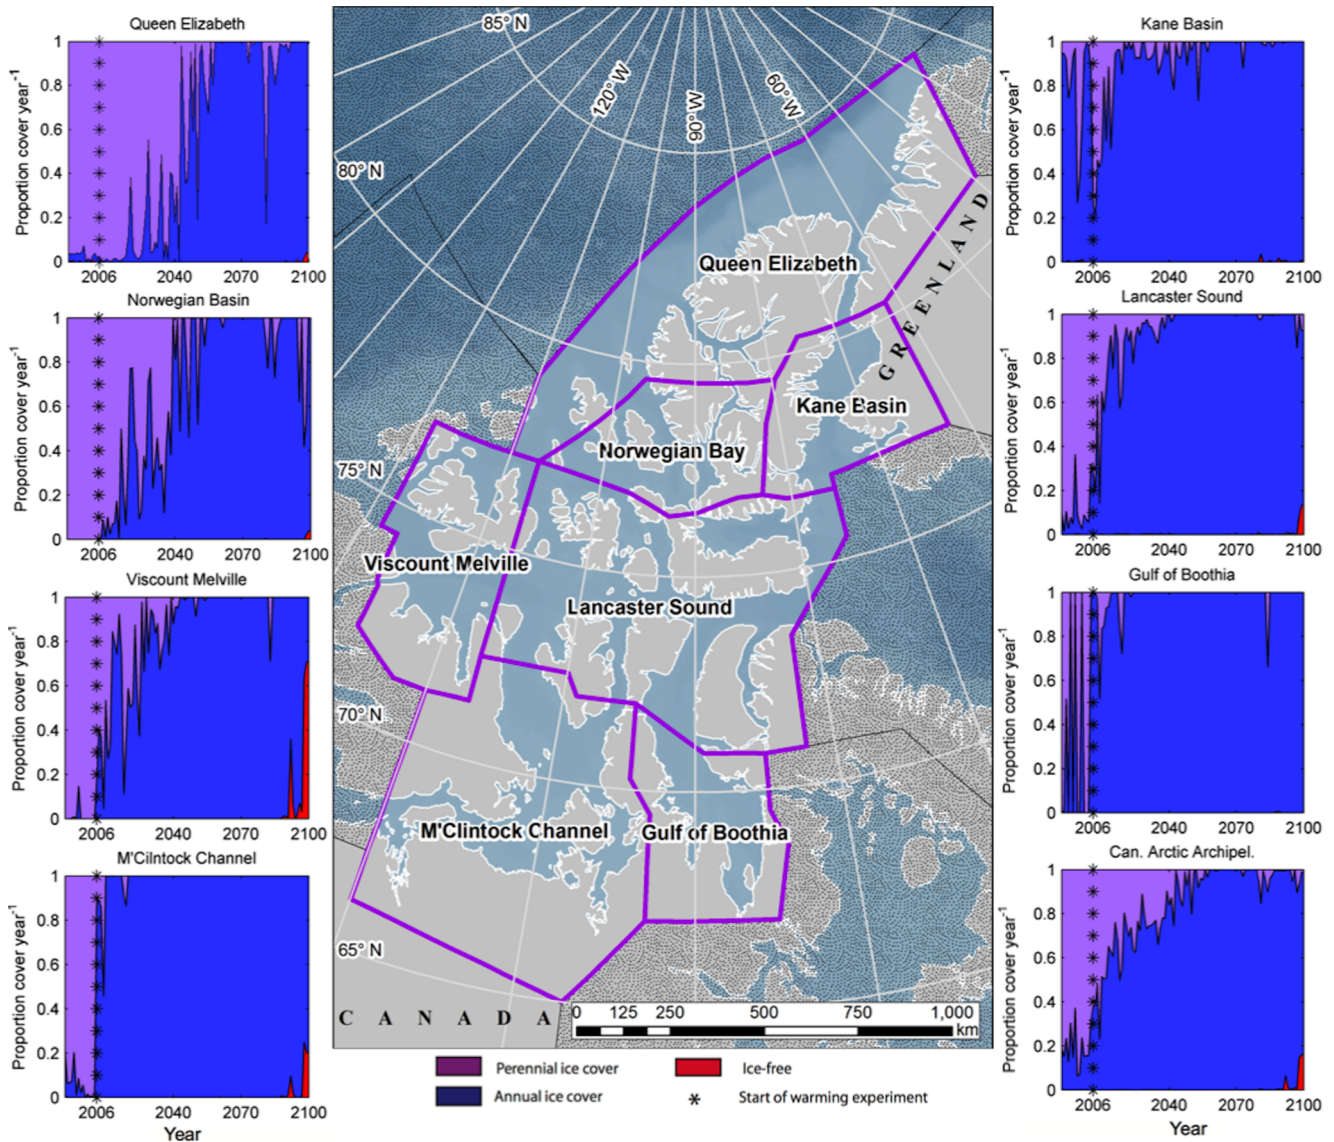 Queen Elizabeth
Proportion cover year-1
1
0.8
0.6
0.4
0.2
0
2006 2040 2070 2100
Norwegian Basin
Proportion cover year-1
1
0.8
0.6
0.4
0.2
0
2006 2040 2070 2100
Viscount Melville
Proportion cover year-1
1
0.8
0.6
0.4
0.2
0
2006 2040 2070 2100
M'Cilntock Channel
Proportion cover year-1
1
0.8
0.6
0.4
0.2
0
2006 2040 2070 2100
Year
85° N
120° W
90° W
60° W
80° N
75° N
70° N
65° N
Queen Elizabeth
GREENLAND
Kane Basin
Norwegian Bay
Viscount Melville
Lancaster Sound
M'Clintock Channel
Gulf of Boothia
CANADA
0 125 250 500 750 1,000
km
Perennial ice cover
Ice-free
Annual ice cover
* Start of warming experiment
Kane Basin
Proportion cover year-1
1
0.8
0.6
0.4
0.2
0
2006 2040 2070 2100
Lancaster Sound
Proportion cover year-1
1
0.8
0.6
0.4
0.2
0
2006 2040 2070 2100
Gulf of Boothia
Proportion cover year-1
1
0.8
0.6
0.4
0.2
0
2006 2040 2070 2100
Can. Arctic Archipel.
Proportion cover year-1
1
0.8
0.6
0.4
0.2
0
2006 2040 2070 2100
Year